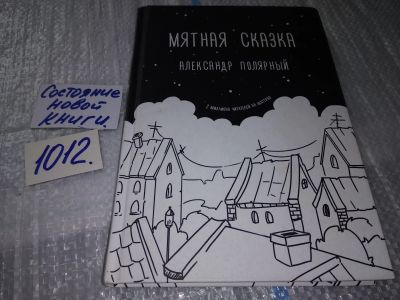 МЯТНАЯ СКАЗКА
АЛЕКСАНДР ПОЛЯРНЫЙ
Состояние
новой
книги.
1012.